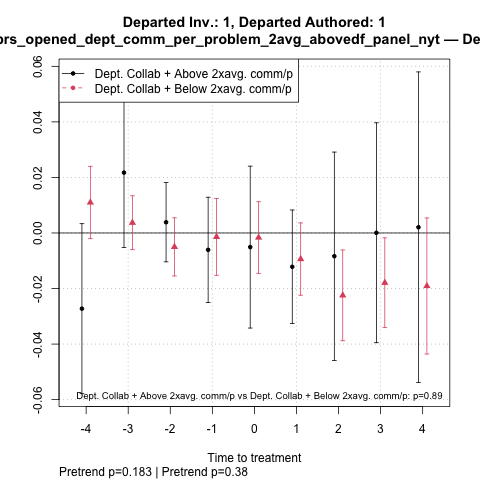 Departed Inv.: 1, Departed Authored: 1
prs_opened_dept_comm_per_problem_2avg_abovedf_panel_nyt — De
Dept. Collab + Above 2xavg. comm/p
Dept. Collab + Below 2xavg. comm/p
0.06
0.04
0.02
0.00
-0.02
-0.04
-0.06
Dept. Collab + Above 2xavg. comm/p vs Dept. Collab + Below 2xavg. comm/p: p=0.89
-4 -3 -2 -1 0 1 2 3 4
Time to treatment
Pretrend p=0.183 | Pretrend p=0.38